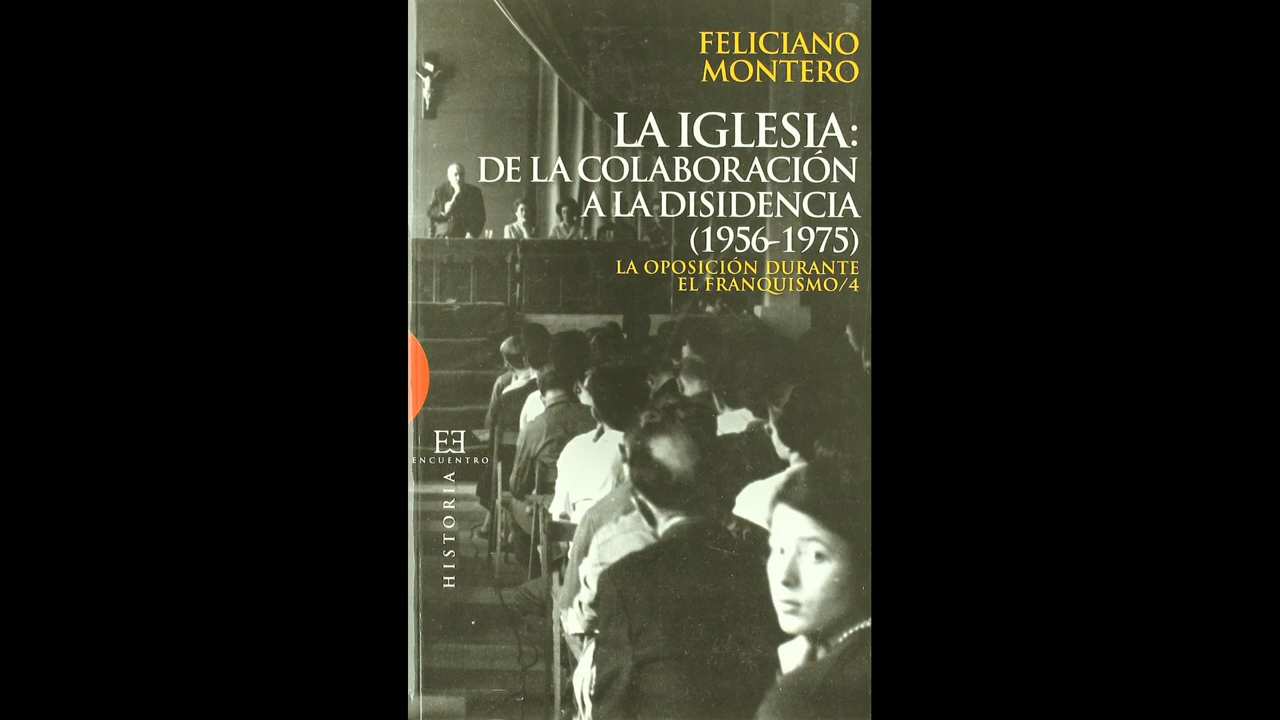 FELICIANO
MONTERO
LA IGLESIA:
DE LA COLABORACIÓN
A LA DISIDENCIA
(1956-1975)
LA OPOSICIÓN DURANTE
EL FRANQUISMO/4
EE
ENCUENTRO
HISTORIA